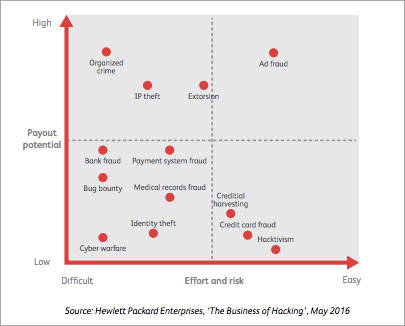 High
Organized
crime
Ad fraud
IP theft
Extorsion
Payout
potential
Bank fraud
Payment system fraud
Bug bounty
Medical records fraud
Creditial
harvesting
Identity theft
Credit card fraud
Cyber warfare
Hacktivism
Low
Difficult
Effort and risk
Easy
Source: Hewlett Packard Enterprises, 'The Business of Hacking', May 2016